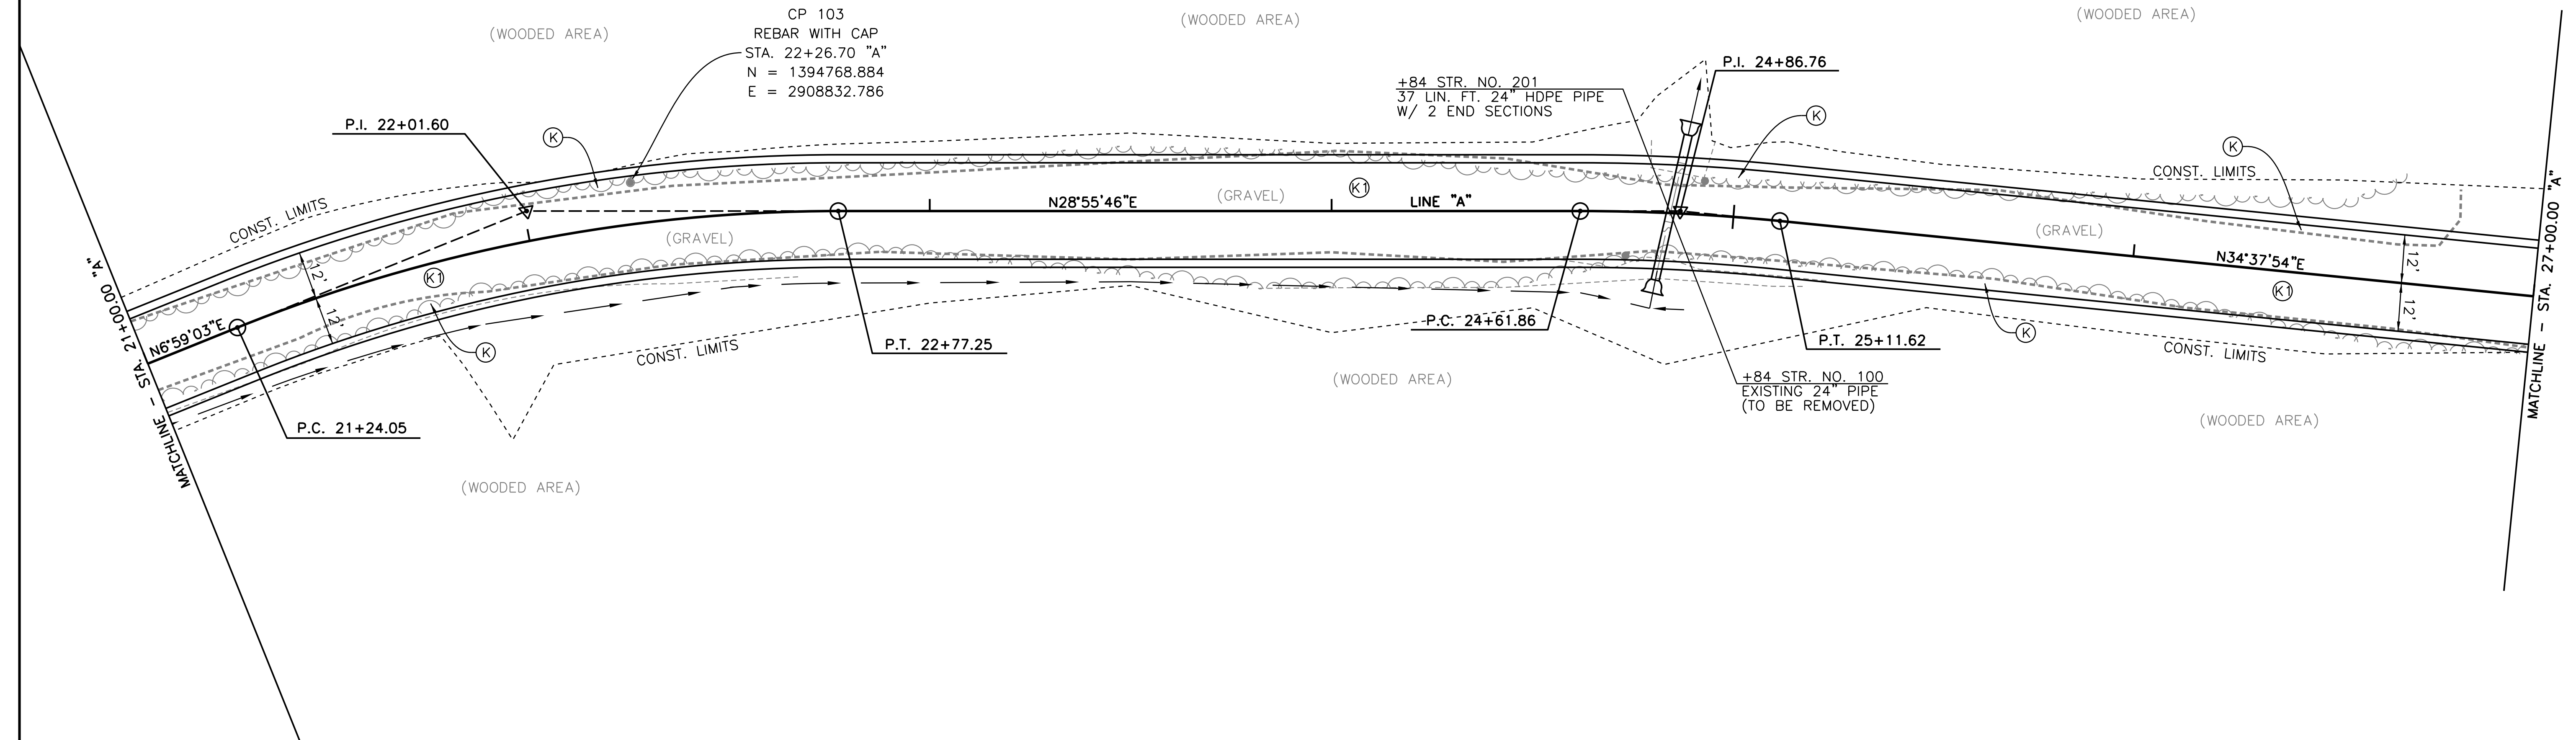 (WOODED AREA)
CP 103
REBAR WITH CAP
STA. 22+26.70 "A"
N = 1394768.884
E = 2908832.786
(WOODED AREA)
(WOODED AREA)
P.I. 22+01.60
K
+84 STR. NO. 201
37 LIN. FT. 24" HDPE PIPE
W/ 2 END SECTIONS
P.I. 24+86.76
K
K
CONST. LIMITS
CONST. LIMITS
N28°55'46"E
(GRAVEL)
K1
LINE "A"
(GRAVEL)
(GRAVEL)
12'
12'
K1
N6°59'03"E
N34°37'54"E
K1
12'
12'
MATCHLINE - STA. 21+00.00 "A"
MATCHLINE - STA. 27+00.00 "A"
K
K
CONST. LIMITS
CONST. LIMITS
P.C. 21+24.05
P.T. 22+77.25
P.C. 24+61.86
P.T. 25+11.62
+84 STR. NO. 100
EXISTING 24" PIPE
(TO BE REMOVED)
(WOODED AREA)
(WOODED AREA)
(WOODED AREA)